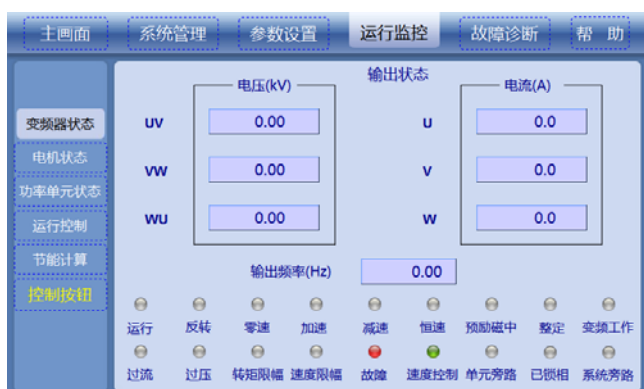 主画面 系统管理 参数设置 运行监控 故障诊断 帮 助
输出状态
电压(kV) 电流(A)
变频器状态 UV 0.00 U 0.0
电机状态
VW 0.00 V 0.0
功率单元状态
运行控制 WU 0.00 W 0.0
节能计算
输出频率(Hz) 0.00
控制按钮
运行 反转 零速 加速 减速 恒速 预励磁中 整定 变频工作
过流 过压 转矩限幅 速度限幅 故障 速度控制 单元旁路 已锁相 系统旁路